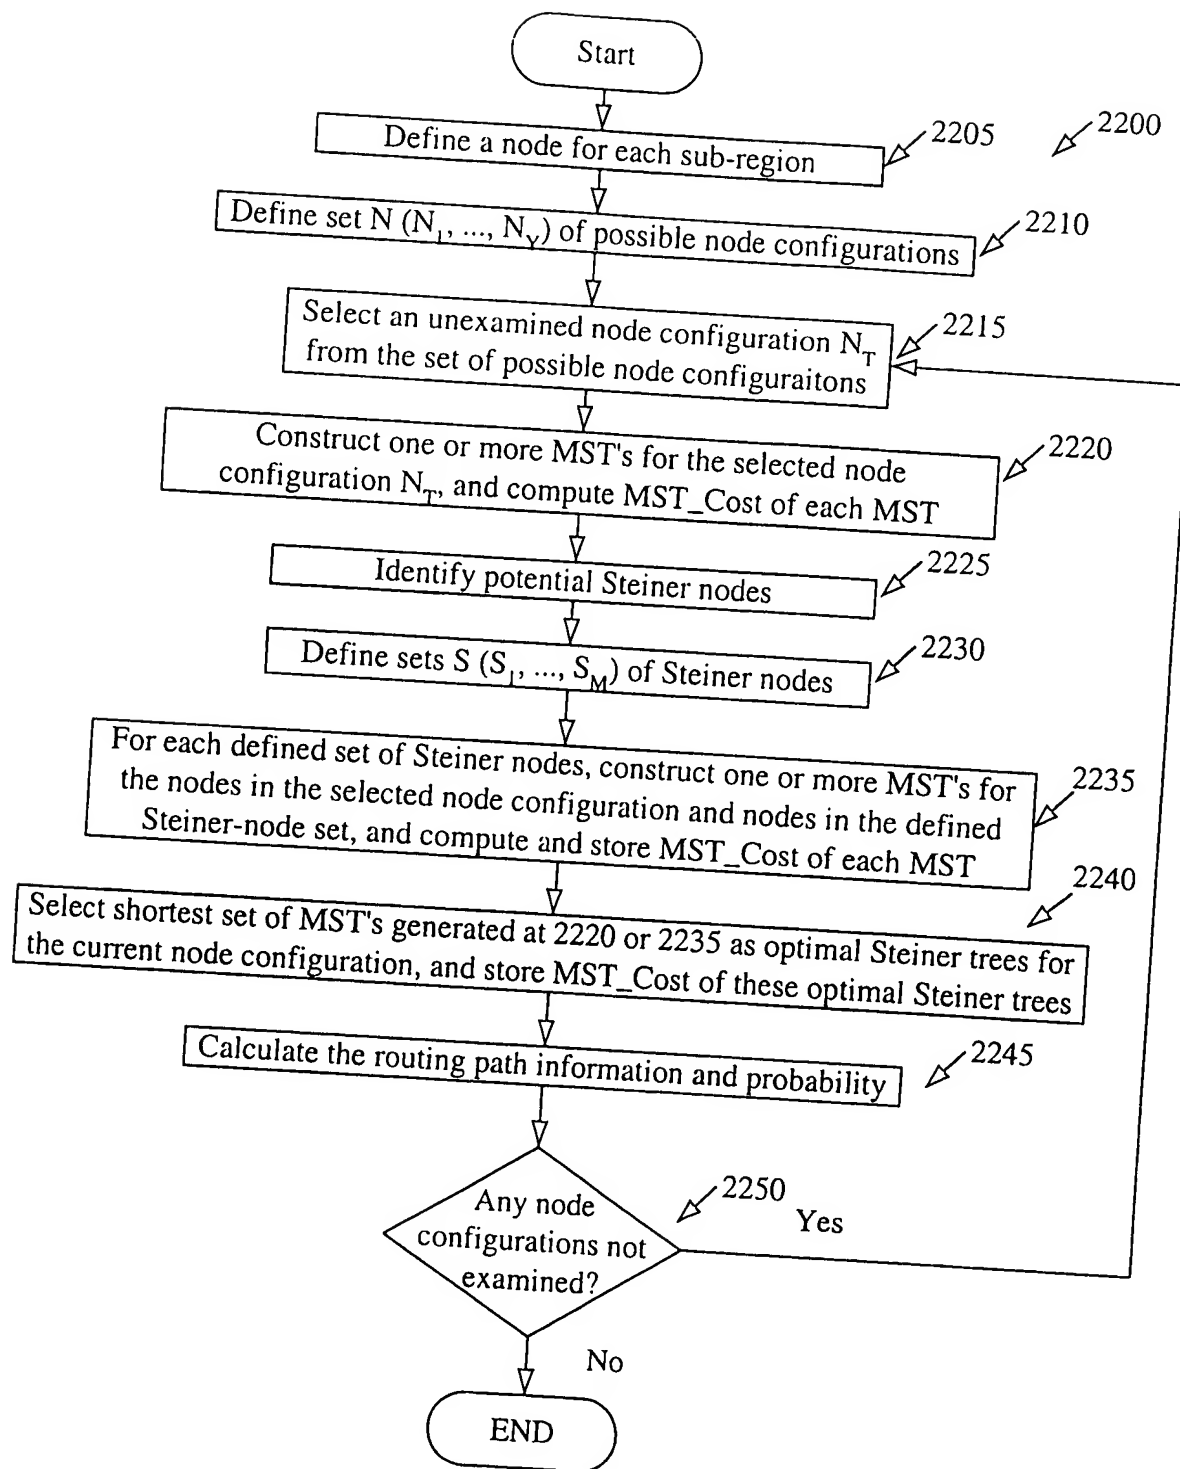 Start
Define a node for each sub-region
2205
2200
Define set N (N₁, ..., N_Y) of possible node configurations
2210
Select an unexamined node configuration N_T
from the set of possible node configuraitons
2215
Construct one or more MST's for the selected node
configuration N_T, and compute MST_Cost of each MST
2220
Identify potential Steiner nodes
2225
Define sets S (S₁, ..., S_M) of Steiner nodes
2230
For each defined set of Steiner nodes, construct one or more MST's for
the nodes in the selected node configuration and nodes in the defined
Steiner-node set, and compute and store MST_Cost of each MST
2235
Select shortest set of MST's generated at 2220 or 2235 as optimal Steiner trees for
the current node configuration, and store MST_Cost of these optimal Steiner trees
2240
Calculate the routing path information and probability
2245
Any node
configurations not
examined?
2250
Yes
No
END